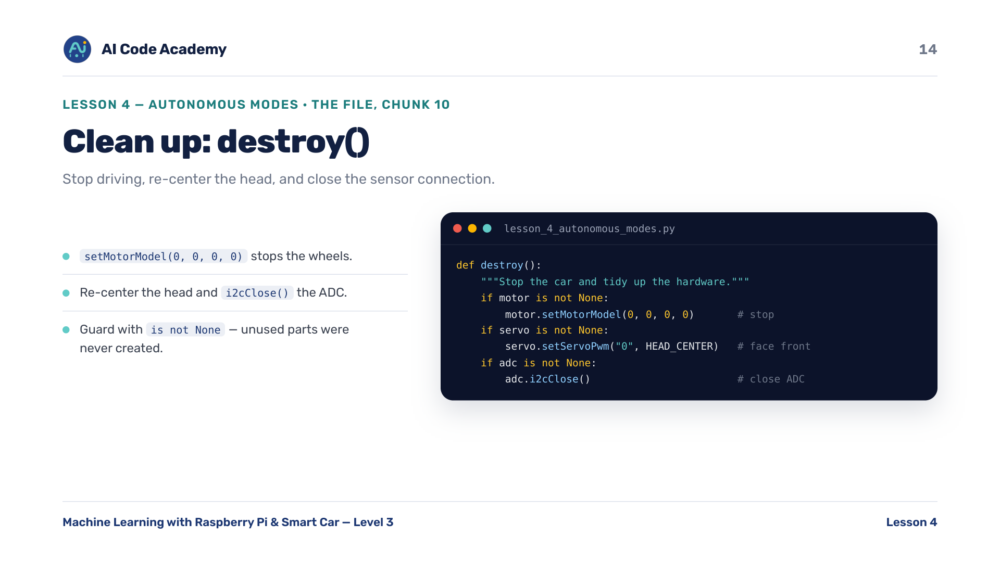 AI Code Academy
14
LESSON 4 — AUTONOMOUS MODES • THE FILE, CHUNK 10
Clean up: destroy()
Stop driving, re-center the head, and close the sensor connection.
setMotorModel(0, 0, 0, 0) stops the wheels.
Re-center the head and i2cClose() the ADC.
Guard with is not None — unused parts were
never created.
lesson_4_autonomous_modes.py
def destroy():
    """Stop the car and tidy up the hardware."""
    if motor is not None:
        motor.setMotorModel(0, 0, 0, 0)       # stop
    if servo is not None:
        servo.setServoPwm("0", HEAD_CENTER)   # face front
    if adc is not None:
        adc.i2cClose()                        # close ADC
Machine Learning with Raspberry Pi & Smart Car — Level 3
Lesson 4